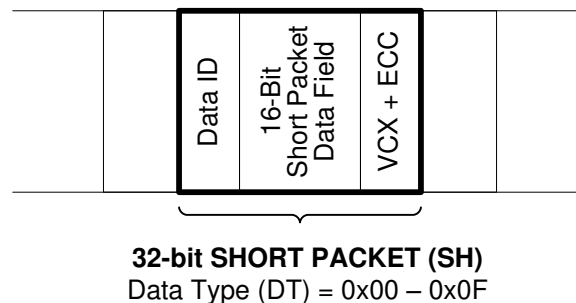 Data ID
16-Bit
Short Packet
Data Field
VCX + ECC
32-bit SHORT PACKET (SH)
Data Type (DT) = 0x00 – 0x0F